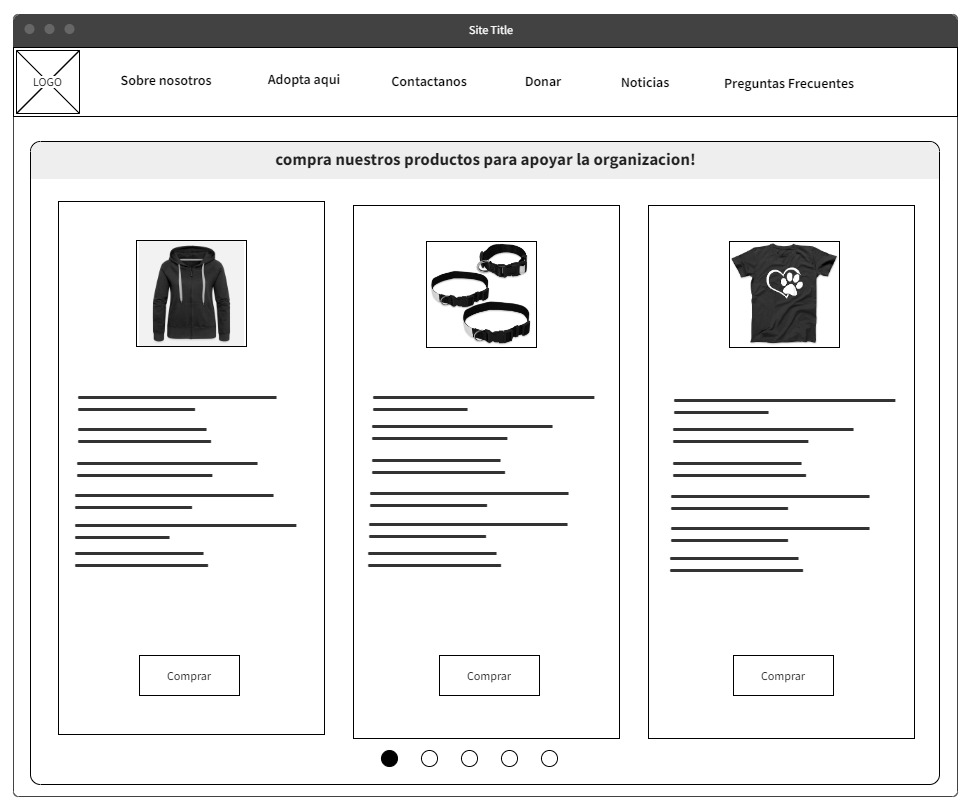 Site Title
LOGO
Sobre nosotros
Adopta aqui
Contactanos
Donar
Noticias
Preguntas Frecuentes
compra nuestros productos para apoyar la organizacion!
Comprar
Comprar
Comprar